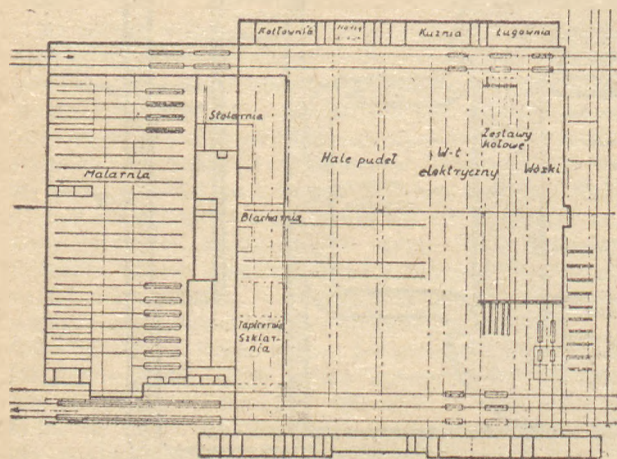 Kotłownia
Kuźnia
Ługownia
Stolarnia
Zestawy
kołowe
Malarnia
Hale pudeł
W-t
elektryczny
Wózki
Blacharnia
Tapicernia
Szklar-
nia